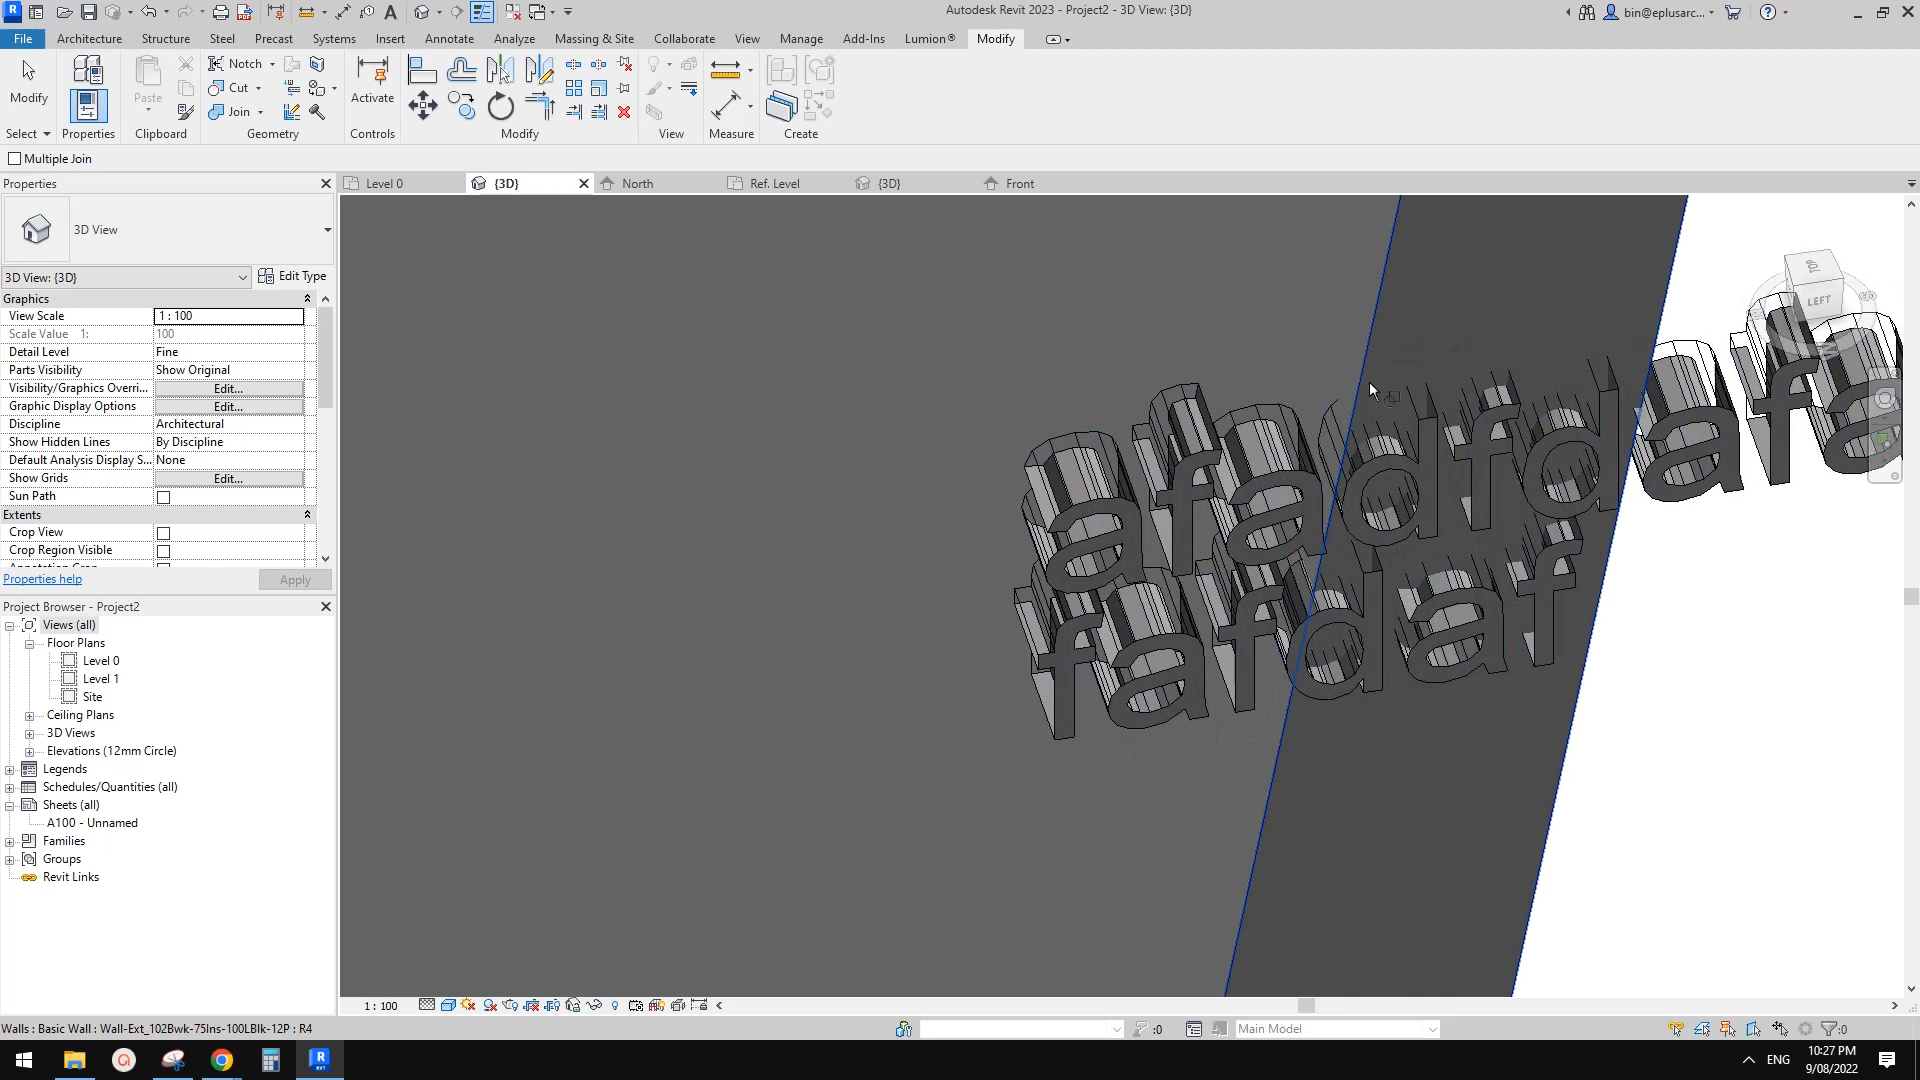 Autodesk Revit 2023 - Project2 - 3D View: {3D}
bin@eplusarc...
File Architecture Structure Steel Precast Systems Insert Annotate Analyze Massing & Site Collaborate View Manage Add-Ins Lumion® Modify
Modify
Paste
Notch
Cut
Join
Activate
Select Properties Clipboard Geometry Controls Modify View Measure Create
Multiple Join
Properties
Level 0
{3D}
North
Ref. Level
{3D}
Front
3D View
3D View: {3D}
Edit Type
Graphics
View Scale 1 : 100
Scale Value 1: 100
Detail Level Fine
Parts Visibility Show Original
Visibility/Graphics Overri... Edit...
Graphic Display Options Edit...
Discipline Architectural
Show Hidden Lines By Discipline
Default Analysis Display S... None
Show Grids Edit...
Sun Path
Extents
Crop View
Crop Region Visible
Properties help
Apply
Project Browser - Project2
Views (all)
Floor Plans
Level 0
Level 1
Site
Ceiling Plans
3D Views
Elevations (12mm Circle)
Legends
Schedules/Quantities (all)
Sheets (all)
A100 - Unnamed
Families
Groups
Revit Links
TOP
LEFT
afadfdafa
fafdaf
1 : 100
Walls : Basic Wall : Wall-Ext_102Bwk-75Ins-100LBlk-12P : R4
:0
Main Model
:0
ENG
10:27 PM
9/08/2022